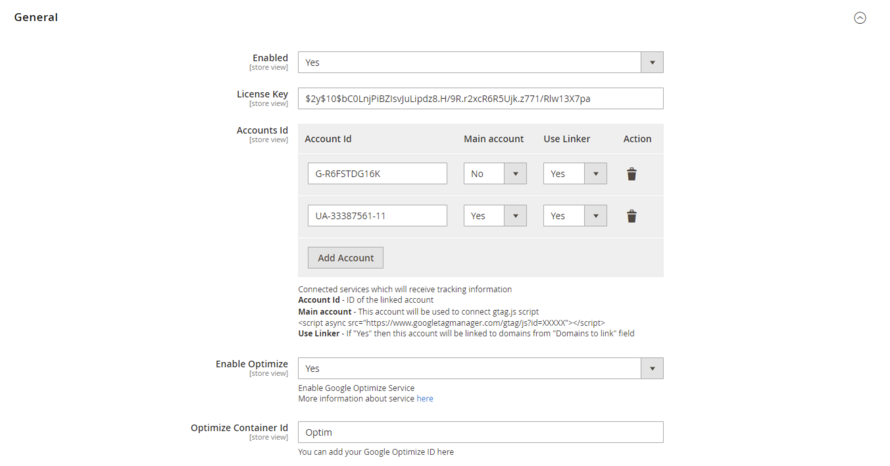 General
Enabled
[store view]
Yes
License Key
[store view]
$2y$10$bC0LnjPiBZIsvJuLipdz8.H/9R.r2xcR6R5Ujk.z771/Rlw13X7pa
Accounts Id
[store view]
Account Id Main account Use Linker Action
G-R6FSTDG16K No Yes
UA-33387561-11 Yes Yes
Add Account
Connected services which will receive tracking information
Account Id - ID of the linked account
Main account - This account will be used to connect gtag.js script
<script async src="https://www.googletagmanager.com/gtag/js?id=XXXXX"></script>
Use Linker - If "Yes" then this account will be linked to domains from "Domains to link" field
Enable Optimize
[store view]
Yes
Enable Google Optimize Service
More information about service here
Optimize Container Id
[store view]
Optim
You can add your Google Optimize ID here